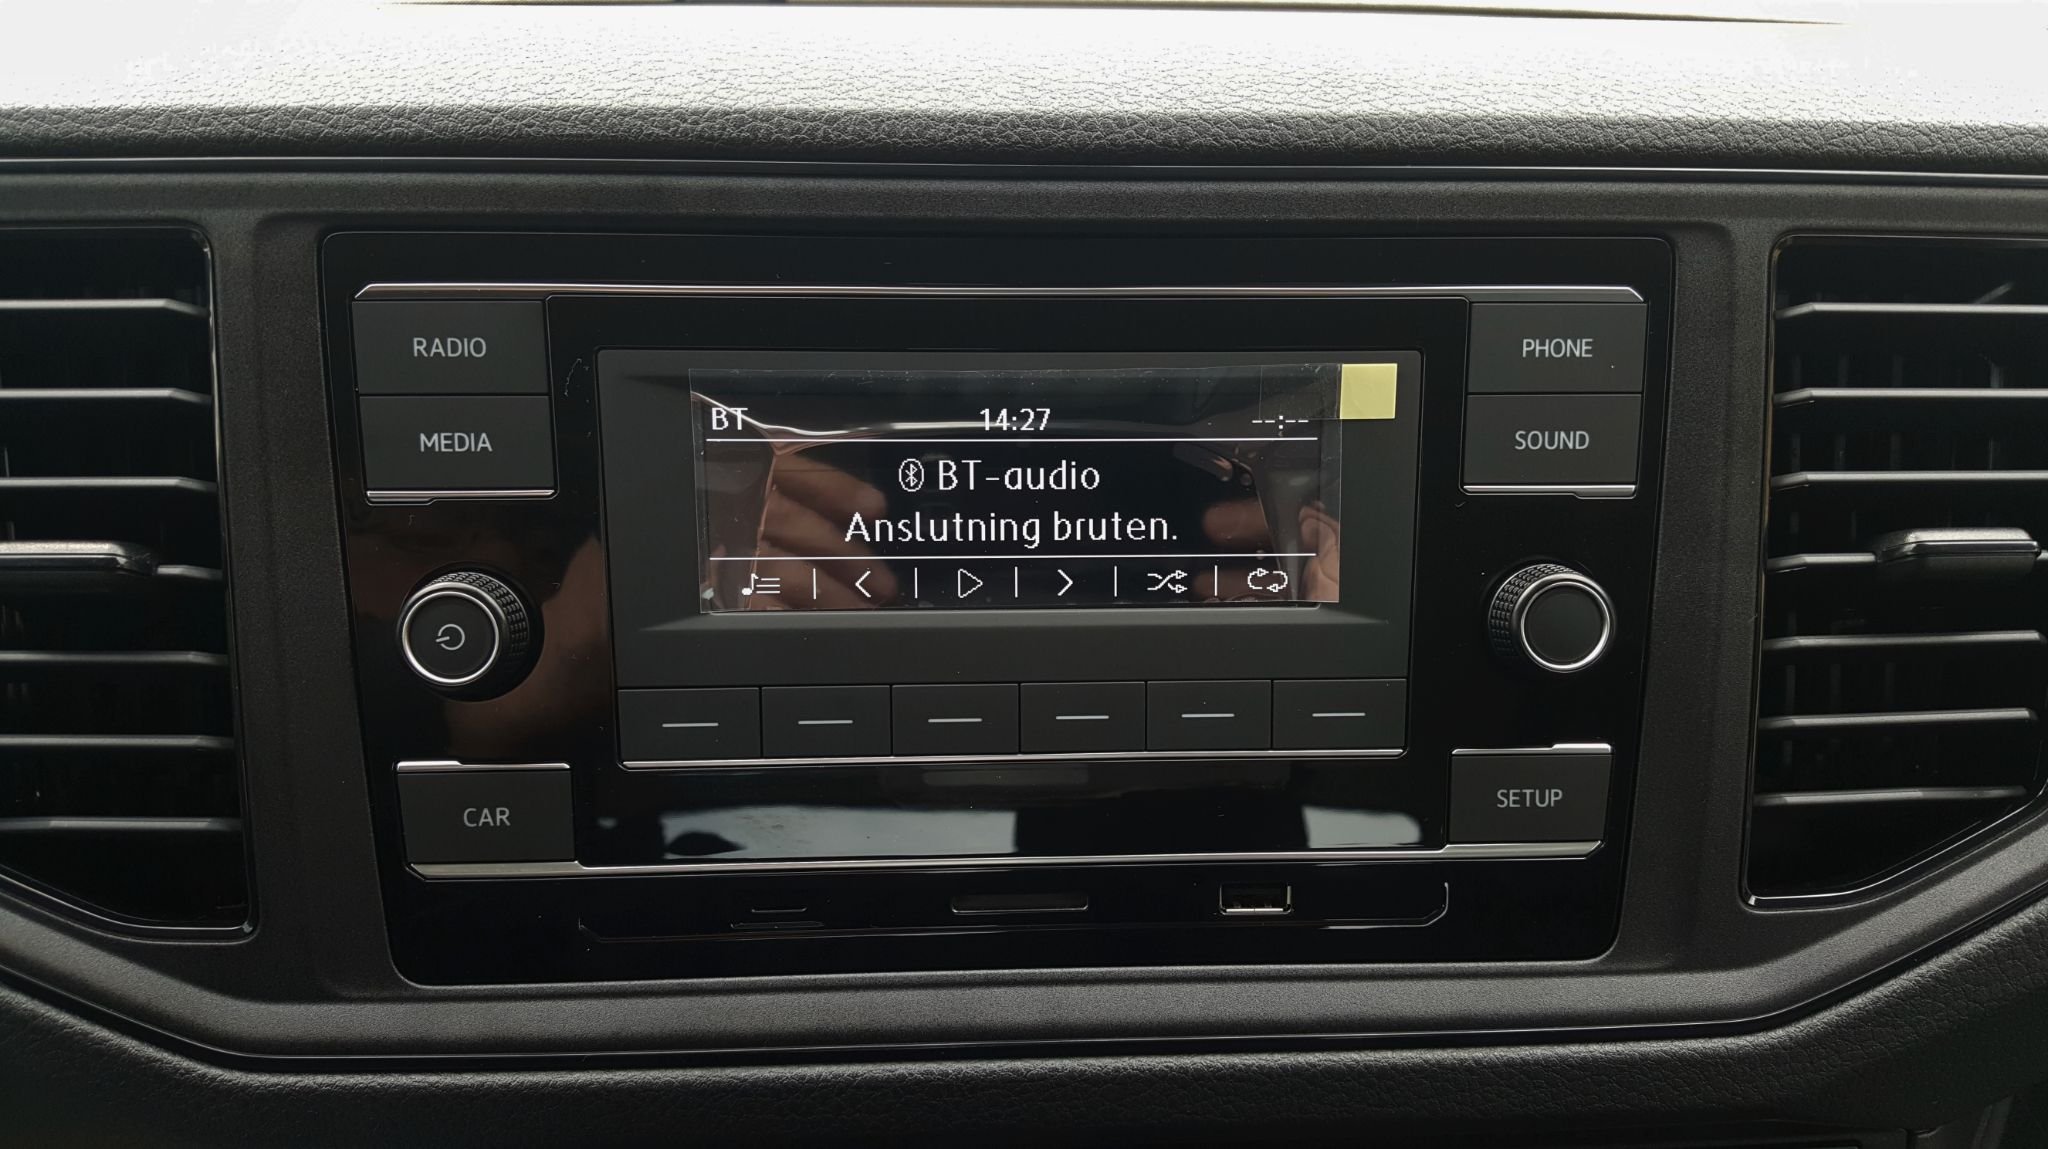 RADIO
MEDIA
BT 14:27 --:--
BT-audio
Anslutning bruten.
PHONE
SOUND
CAR
SETUP